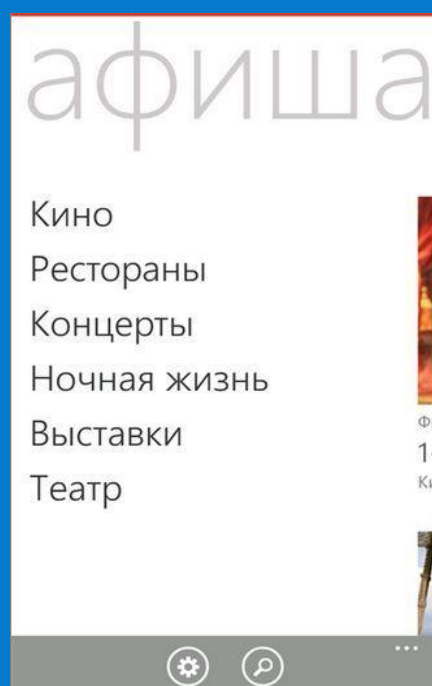 афиша
Кино
Рестораны
Концерты
Ночная жизнь
Выставки
Театр